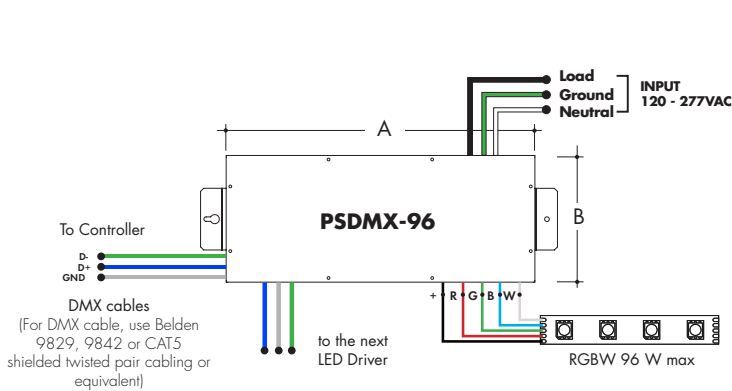 Load
Ground
Neutral
INPUT
120 - 277VAC
A
PSDMX-96
B
To Controller
D-
D+
GND
DMX cables
(For DMX cable, use Belden
9829, 9842 or CAT5
shielded twisted pair cabling or
equivalent)
to the next
LED Driver
+ R G B W
RGBW 96 W max